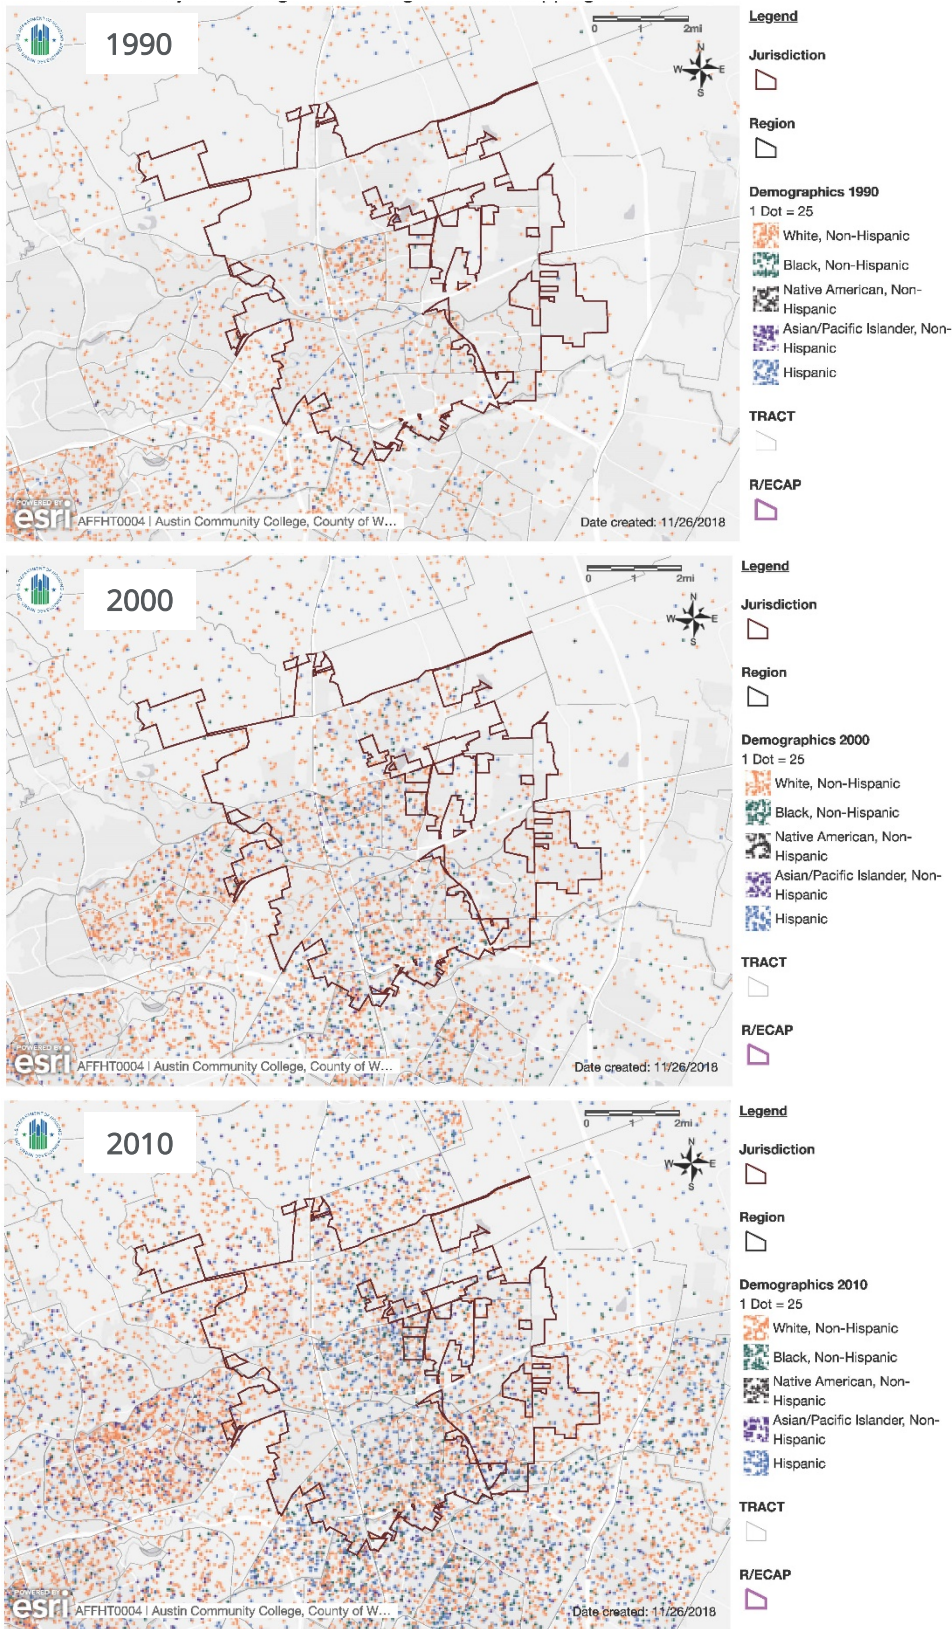 1990
0 1 2mi
N
W E
S
POWERED BY
esri
AFFHT0004 | Austin Community College, County of W...
Date created: 11/26/2018
Legend
Jurisdiction
Region
Demographics 1990
1 Dot = 25
White, Non-Hispanic
Black, Non-Hispanic
Native American, Non-
Hispanic
Asian/Pacific Islander, Non-
Hispanic
Hispanic
TRACT
R/ECAP
2000
0 1 2mi
N
W E
S
POWERED BY
esri
AFFHT0004 | Austin Community College, County of W...
Date created: 11/26/2018
Legend
Jurisdiction
Region
Demographics 2000
1 Dot = 25
White, Non-Hispanic
Black, Non-Hispanic
Native American, Non-
Hispanic
Asian/Pacific Islander, Non-
Hispanic
Hispanic
TRACT
R/ECAP
2010
0 1 2mi
N
W E
S
POWERED BY
esri
AFFHT0004 | Austin Community College, County of W...
Date created: 11/26/2018
Legend
Jurisdiction
Region
Demographics 2010
1 Dot = 25
White, Non-Hispanic
Black, Non-Hispanic
Native American, Non-
Hispanic
Asian/Pacific Islander, Non-
Hispanic
Hispanic
TRACT
R/ECAP